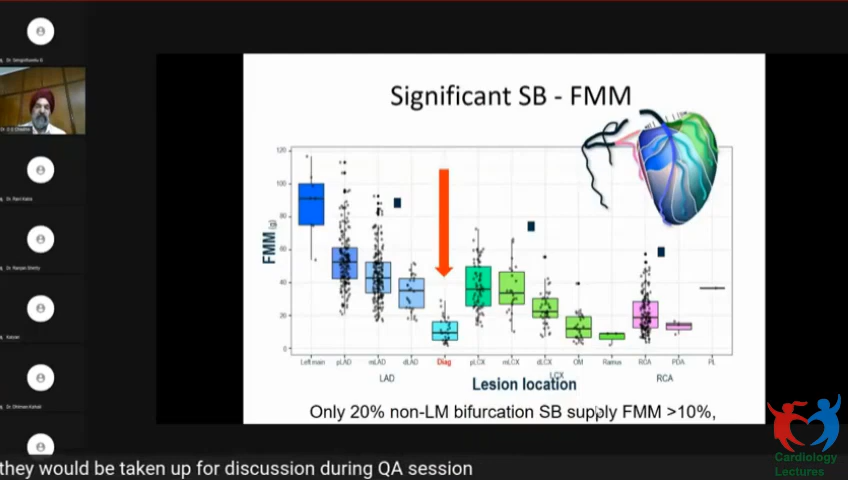 Significant SB - FMM
FMM (g)
120
100
80
60
40
20
0
Left main
pLAD
mLAD
dLAD
Diag
pLCX
mLCX
dLCX
OM
Ramus
RCA
PDA
PL
LAD
LCX
RCA
Lesion location
Only 20% non-LM bifurcation SB supply FMM >10%,
they would be taken up for discussion during QA session
Cardiology
Lectures